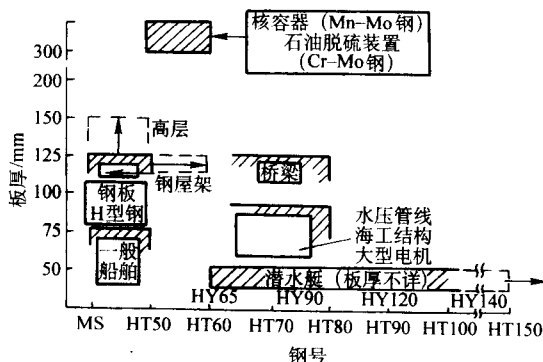 核容器（Mn-Mo钢）
石油脱硫装置
（Cr-Mo钢）
板厚/mm
300
200
150
125
100
75
50
高层
钢屋架
钢板
H型钢
一般
船舶
桥梁
水压管线
海工结构
大型电机
潜水艇（板厚不详）
HY65
HY90
HY120
HY140
MS
HT50
HT60
HT70
HT80
HT90
HT100
HT150
钢号